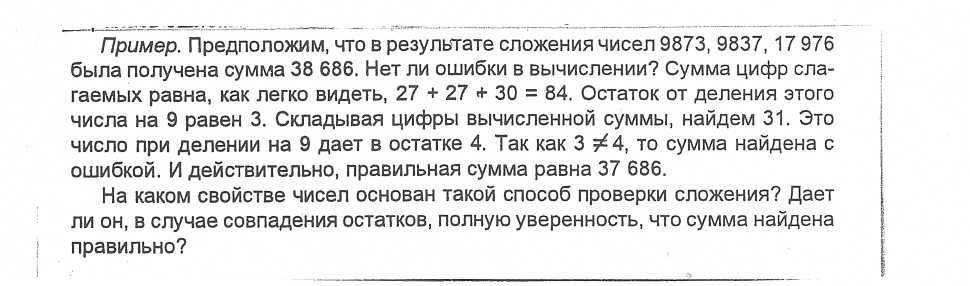 Пример. Предположим, что в результате сложения чисел 9873, 9837, 17 976
была получена сумма 38 686. Нет ли ошибки в вычислении? Сумма цифр сла-
гаемых равна, как легко видеть, 27 + 27 + 30 = 84. Остаток от деления этого
числа на 9 равен 3. Складывая цифры вычисленной суммы, найдем 31. Это
число при делении на 9 дает в остатке 4. Так как 3 ≠ 4, то сумма найдена с
ошибкой. И действительно, правильная сумма равна 37 686.
На каком свойстве чисел основан такой способ проверки сложения? Дает
ли он, в случае совпадения остатков, полную уверенность, что сумма найдена
правильно?